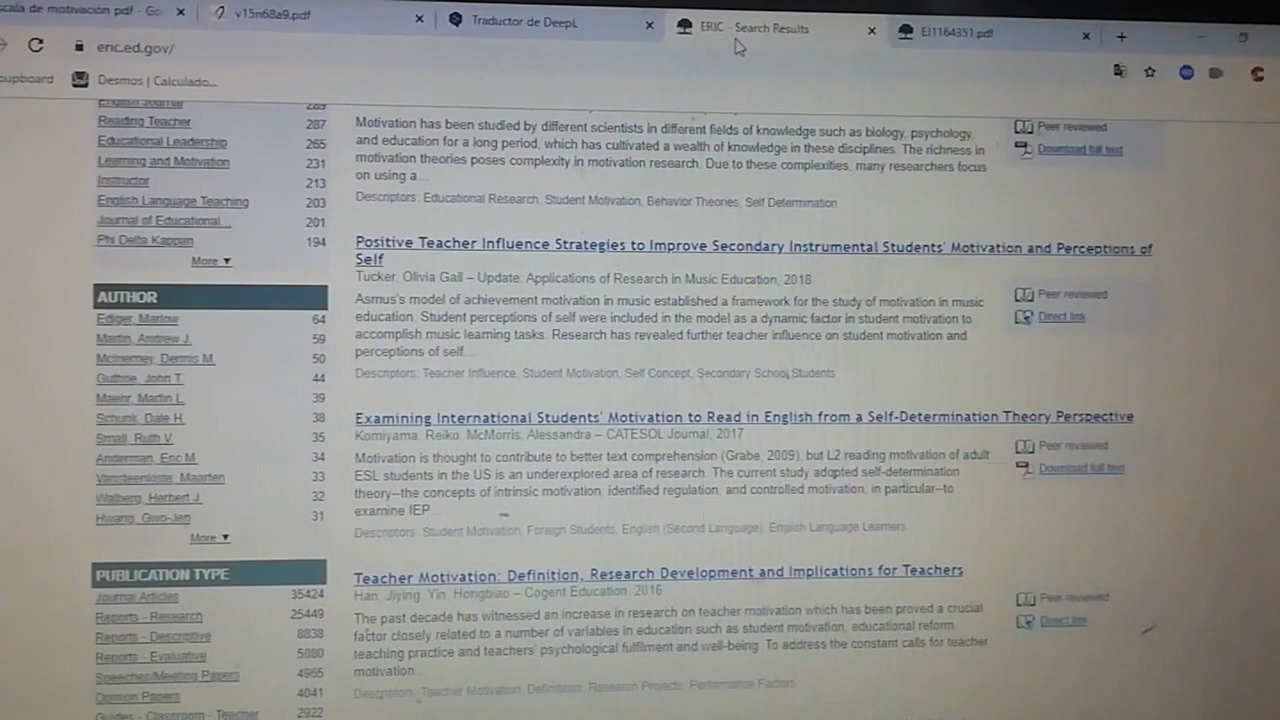 scala de motivación pdf - Go
v15n68a9.pdf
Traductor de DeepL
ERIC - Search Results
EJ1164351.pdf
eric.ed.gov/
cupboard
Desmos | Calculado...
English Journal 289
Reading Teacher 287
Educational Leadership 265
Learning and Motivation 231
Instructor 213
English Language Teaching 203
Journal of Educational... 201
Phi Delta Kappan 194
More ▼
AUTHOR
Ediger, Marlow 64
Martin, Andrew J. 59
McInerney, Dennis M. 50
Guthrie, John T. 44
Maehr, Martin L. 39
Schunk, Dale H. 38
Small, Ruth V. 35
Anderman, Eric M. 34
Vansteenkiste, Maarten 33
Walberg, Herbert J. 32
Hwang, Gwo-Jen 31
More ▼
PUBLICATION TYPE
Journal Articles 35424
Reports - Research 25449
Reports - Descriptive 8838
Reports - Evaluative 5080
Speeches/Meeting Papers 4965
Opinion Papers 4041
Guides - Classroom - Teacher 2922
Motivation has been studied by different scientists in different fields of knowledge such as biology, psychology,
and education for a long period, which has cultivated a wealth of knowledge in these disciplines. The richness in
motivation theories poses complexity in motivation research. Due to these complexities, many researchers focus
on using a...
Descriptors: Educational Research, Student Motivation, Behavior Theories, Self Determination
Peer reviewed
Download full text
Positive Teacher Influence Strategies to Improve Secondary Instrumental Students' Motivation and Perceptions of
Self
Tucker, Olivia Gail – Update: Applications of Research in Music Education, 2018
Asmus's model of achievement motivation in music established a framework for the study of motivation in music
education. Student perceptions of self were included in the model as a dynamic factor in student motivation to
accomplish music learning tasks. Research has revealed further teacher influence on student motivation and
perceptions of self...
Descriptors: Teacher Influence, Student Motivation, Self Concept, Secondary School Students
Peer reviewed
Direct link
Examining International Students' Motivation to Read in English from a Self-Determination Theory Perspective
Komiyama, Reiko, McMorris, Alessandra – CATESOL Journal, 2017
Motivation is thought to contribute to better text comprehension (Grabe, 2009), but L2 reading motivation of adult
ESL students in the US is an underexplored area of research. The current study adopted self-determination
theory--the concepts of intrinsic motivation, identified regulation, and controlled motivation, in particular--to
examine IEP...
Descriptors: Student Motivation, Foreign Students, English (Second Language), English Language Learners
Peer reviewed
Download full text
Teacher Motivation: Definition, Research Development and Implications for Teachers
Han, Jiying, Yin, Hongbiao – Cogent Education, 2016
The past decade has witnessed an increase in research on teacher motivation which has been proved a crucial
factor closely related to a number of variables in education such as student motivation, educational reform,
teaching practice and teachers' psychological fulfilment and well-being. To address the constant calls for teacher
motivation...
Descriptors: Teacher Motivation, Definitions, Research Projects, Performance Factors
Peer reviewed
Direct link